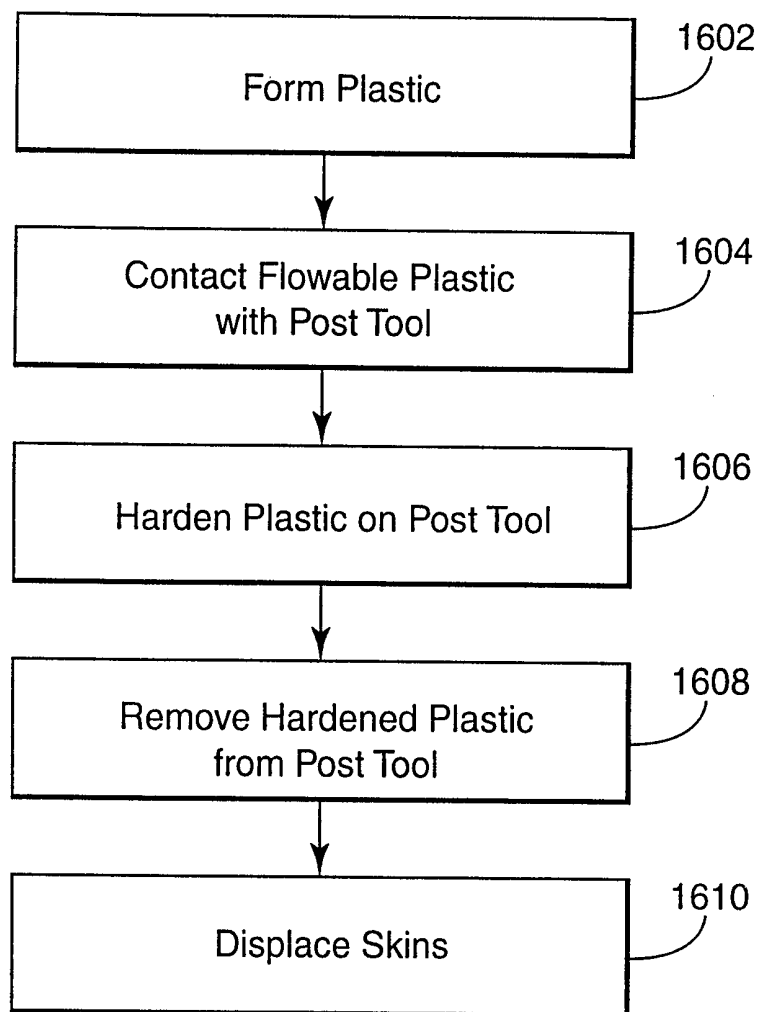 1602
Form Plastic
1604
Contact Flowable Plastic
with Post Tool
1606
Harden Plastic on Post Tool
1608
Remove Hardened Plastic
from Post Tool
1610
Displace Skins